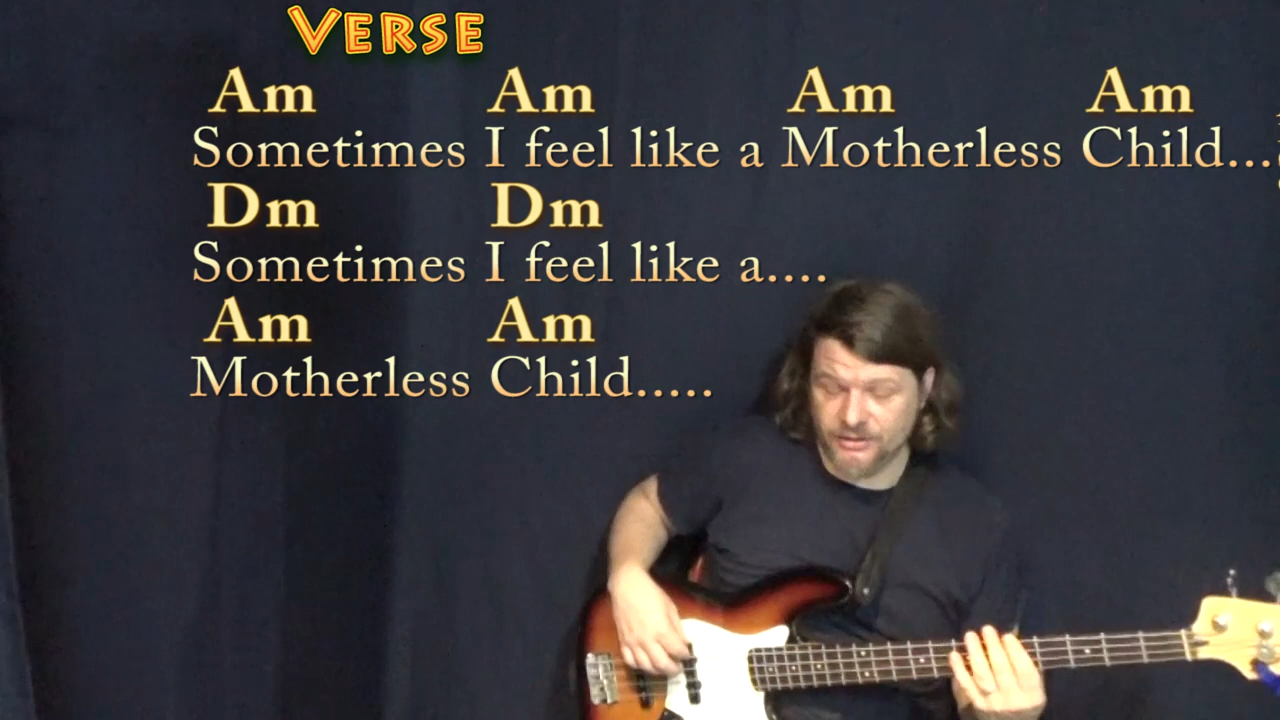 VERSE
Am Am Am Am
Sometimes I feel like a Motherless Child...
Dm Dm
Sometimes I feel like a....
Am Am
Motherless Child.....